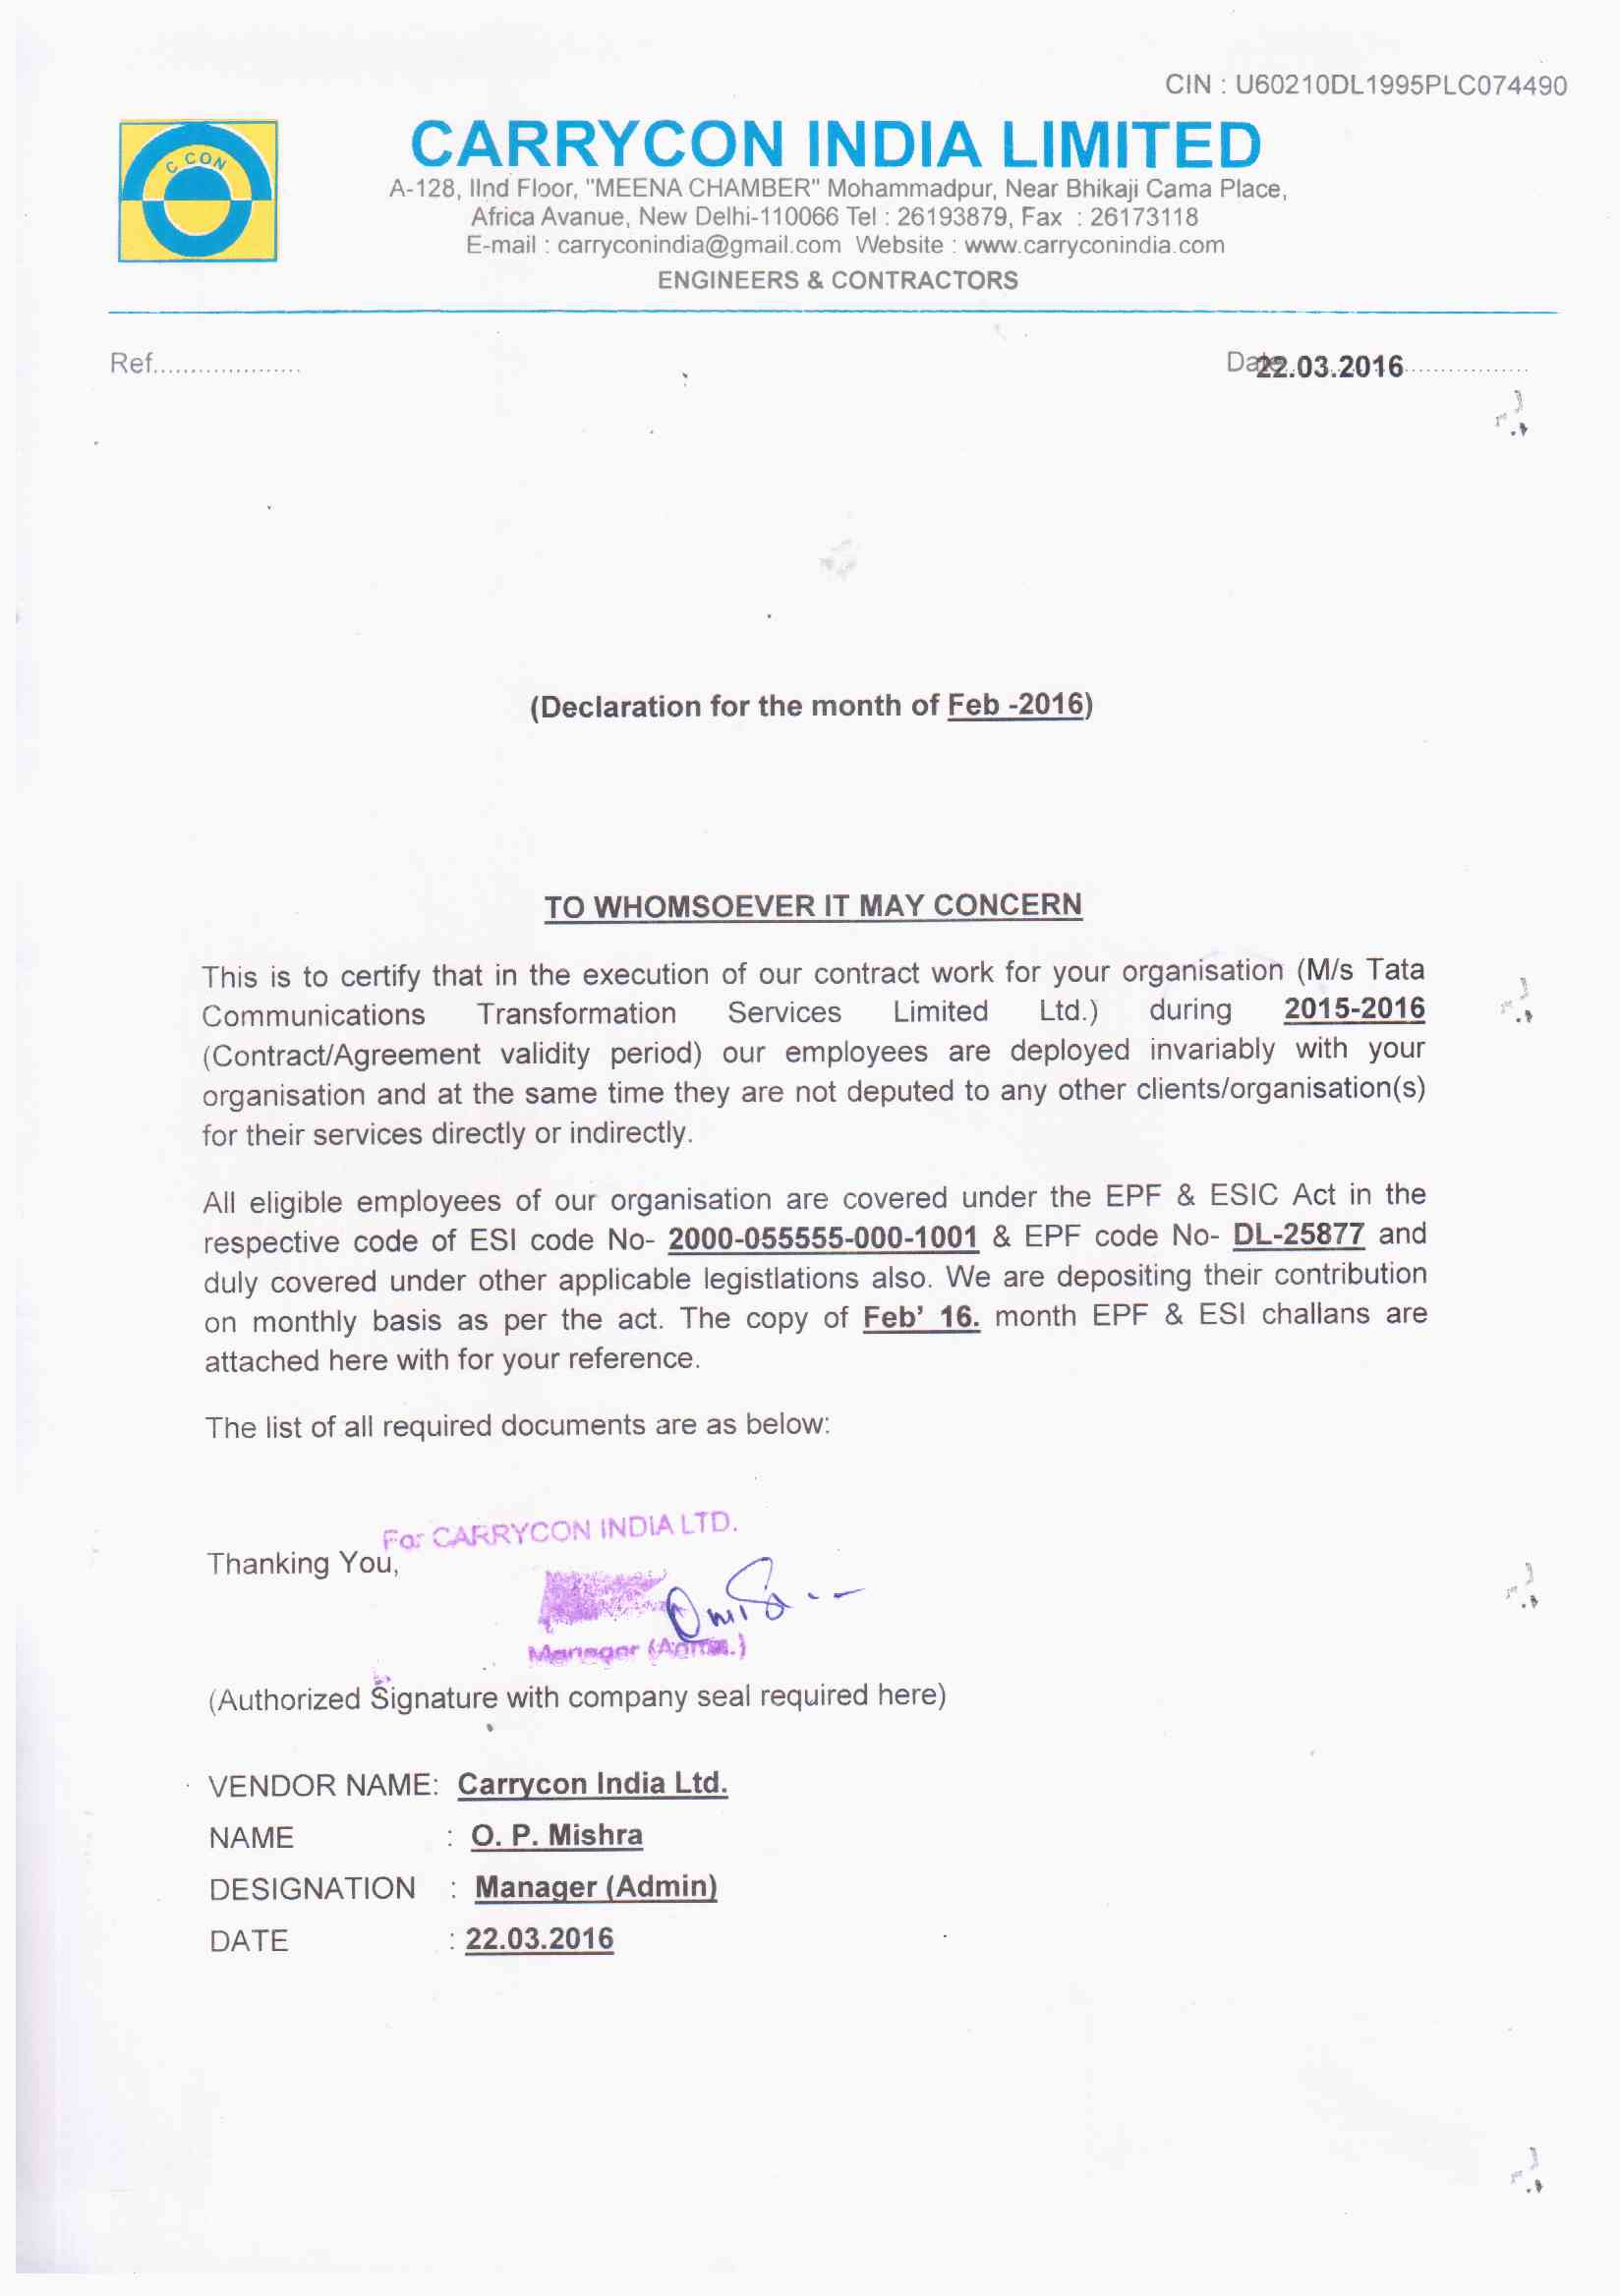 CIN : U60210DL1995PLC074490
C CON
CARRYCON INDIA LIMITED
A-128, IInd Floor, "MEENA CHAMBER" Mohammadpur, Near Bhikaji Cama Place,
Africa Avanue, New Delhi-110066 Tel : 26193879, Fax : 26173118
E-mail : carryconindia@gmail.com Website : www.carryconindia.com
ENGINEERS & CONTRACTORS
Ref....................
Date 22.03.2016.................
(Declaration for the month of Feb -2016)
TO WHOMSOEVER IT MAY CONCERN
This is to certify that in the execution of our contract work for your organisation (M/s Tata
Communications Transformation Services Limited Ltd.) during 2015-2016
(Contract/Agreement validity period) our employees are deployed invariably with your
organisation and at the same time they are not deputed to any other clients/organisation(s)
for their services directly or indirectly.
All eligible employees of our organisation are covered under the EPF & ESIC Act in the
respective code of ESI code No- 2000-055555-000-1001 & EPF code No- DL-25877 and
duly covered under other applicable legistlations also. We are depositing their contribution
on monthly basis as per the act. The copy of Feb' 16. month EPF & ESI challans are
attached here with for your reference.
The list of all required documents are as below:
For CARRYCON INDIA LTD.
Thanking You,
Manager (Admn.)
(Authorized Signature with company seal required here)
VENDOR NAME: Carrycon India Ltd.
NAME : O. P. Mishra
DESIGNATION : Manager (Admin)
DATE : 22.03.2016